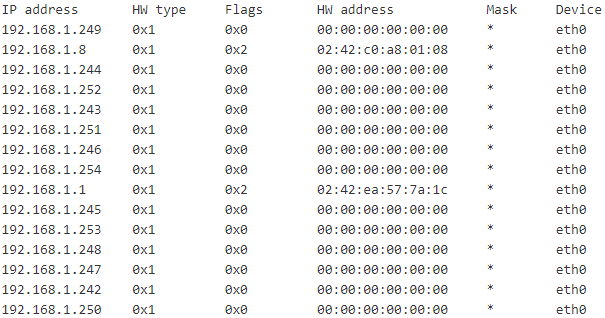 IP address HW type Flags HW address Mask Device
192.168.1.249 0x1 0x0 00:00:00:00:00:00 * eth0
192.168.1.8 0x1 0x2 02:42:c0:a8:01:08 * eth0
192.168.1.244 0x1 0x0 00:00:00:00:00:00 * eth0
192.168.1.252 0x1 0x0 00:00:00:00:00:00 * eth0
192.168.1.243 0x1 0x0 00:00:00:00:00:00 * eth0
192.168.1.251 0x1 0x0 00:00:00:00:00:00 * eth0
192.168.1.246 0x1 0x0 00:00:00:00:00:00 * eth0
192.168.1.254 0x1 0x0 00:00:00:00:00:00 * eth0
192.168.1.1 0x1 0x2 02:42:ea:57:7a:1c * eth0
192.168.1.245 0x1 0x0 00:00:00:00:00:00 * eth0
192.168.1.253 0x1 0x0 00:00:00:00:00:00 * eth0
192.168.1.248 0x1 0x0 00:00:00:00:00:00 * eth0
192.168.1.247 0x1 0x0 00:00:00:00:00:00 * eth0
192.168.1.242 0x1 0x0 00:00:00:00:00:00 * eth0
192.168.1.250 0x1 0x0 00:00:00:00:00:00 * eth0